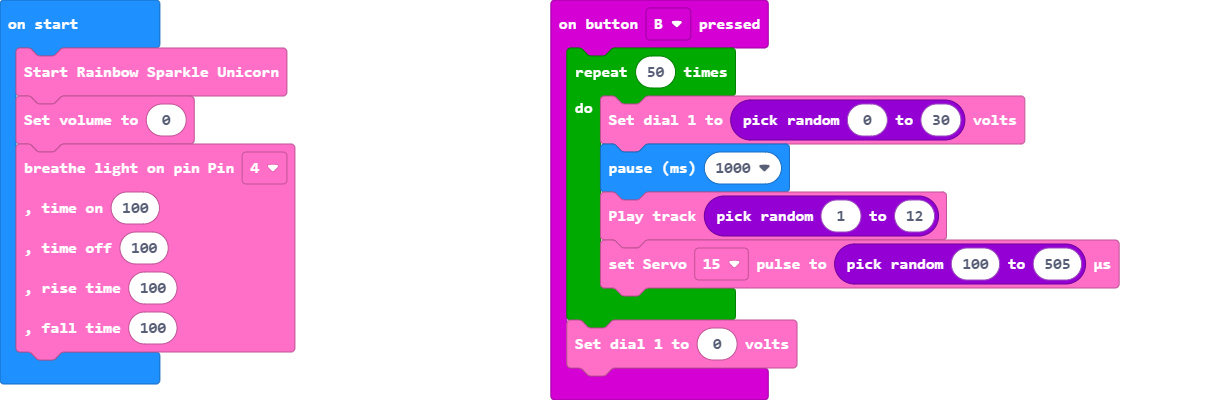 on start
Start Rainbow Sparkle Unicorn
Set volume to 0
breathe light on pin Pin 4
, time on 100
, time off 100
, rise time 100
, fall time 100
on button B pressed
repeat 50 times
do
Set dial 1 to pick random 0 to 30 volts
pause (ms) 1000
Play track pick random 1 to 12
set Servo 15 pulse to pick random 100 to 505 µs
Set dial 1 to 0 volts